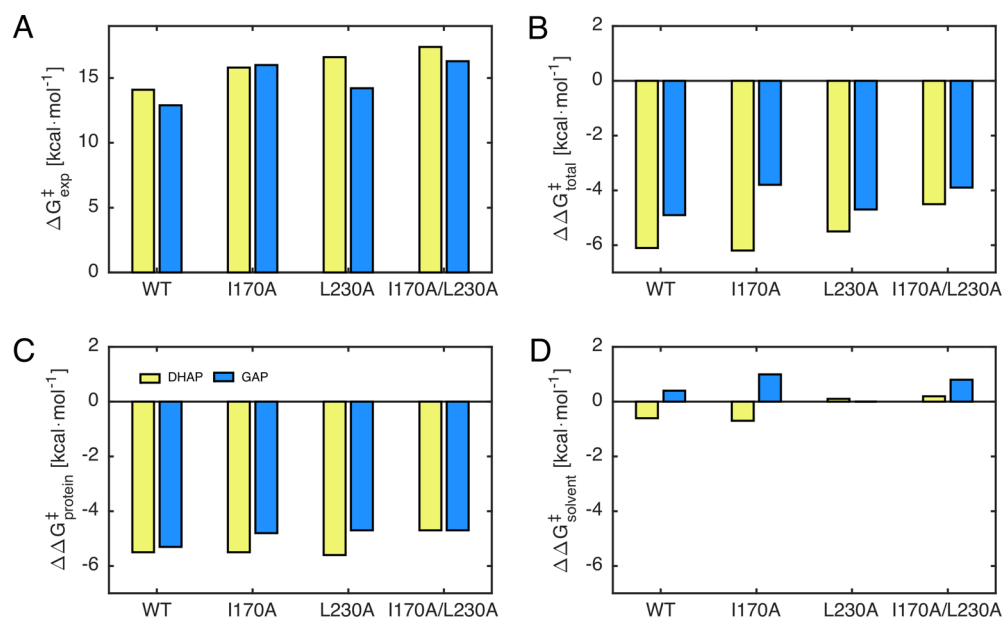 A
ΔG‡exp [kcal·mol-1]
15
10
5
0
WT I170A L230A I170A/L230A
B
ΔΔG‡total [kcal·mol-1]
2
0
-2
-4
-6
WT I170A L230A I170A/L230A
C
ΔΔG‡protein [kcal·mol-1]
2
0
-2
-4
-6
DHAP GAP
WT I170A L230A I170A/L230A
D
ΔΔG‡solvent [kcal·mol-1]
2
0
-2
-4
-6
WT I170A L230A I170A/L230A